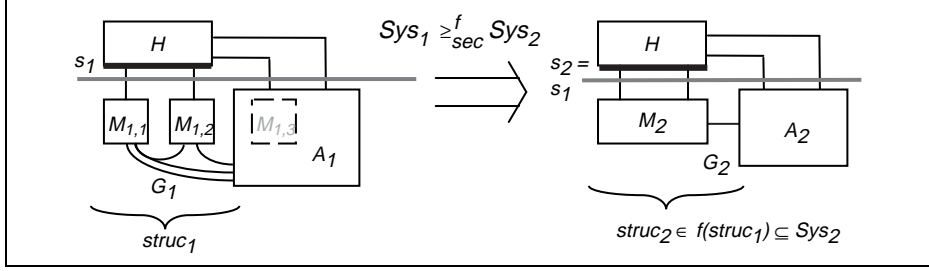 H
s₁
M₁,₁ M₁,₂ M₁,₃
A₁
G₁
struc₁
Sys₁ ≥ᶠsec Sys₂
H
s₂ =
s₁
M₂
A₂
G₂
struc₂ ∈ f(struc₁) ⊆ Sys₂